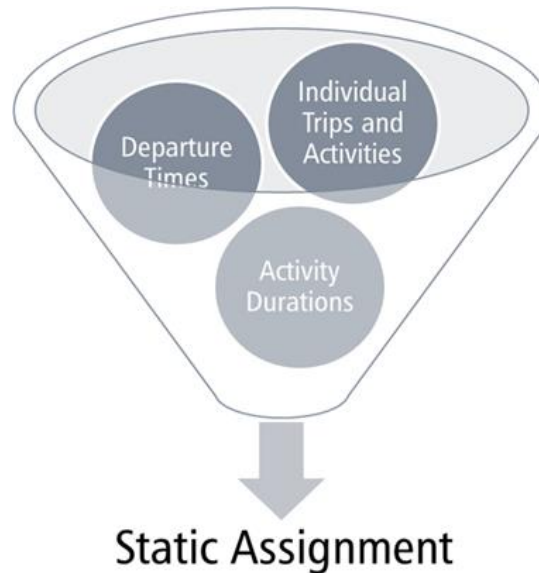 Individual
Trips and
Activities
Departure
Times
Activity
Durations
Static Assignment